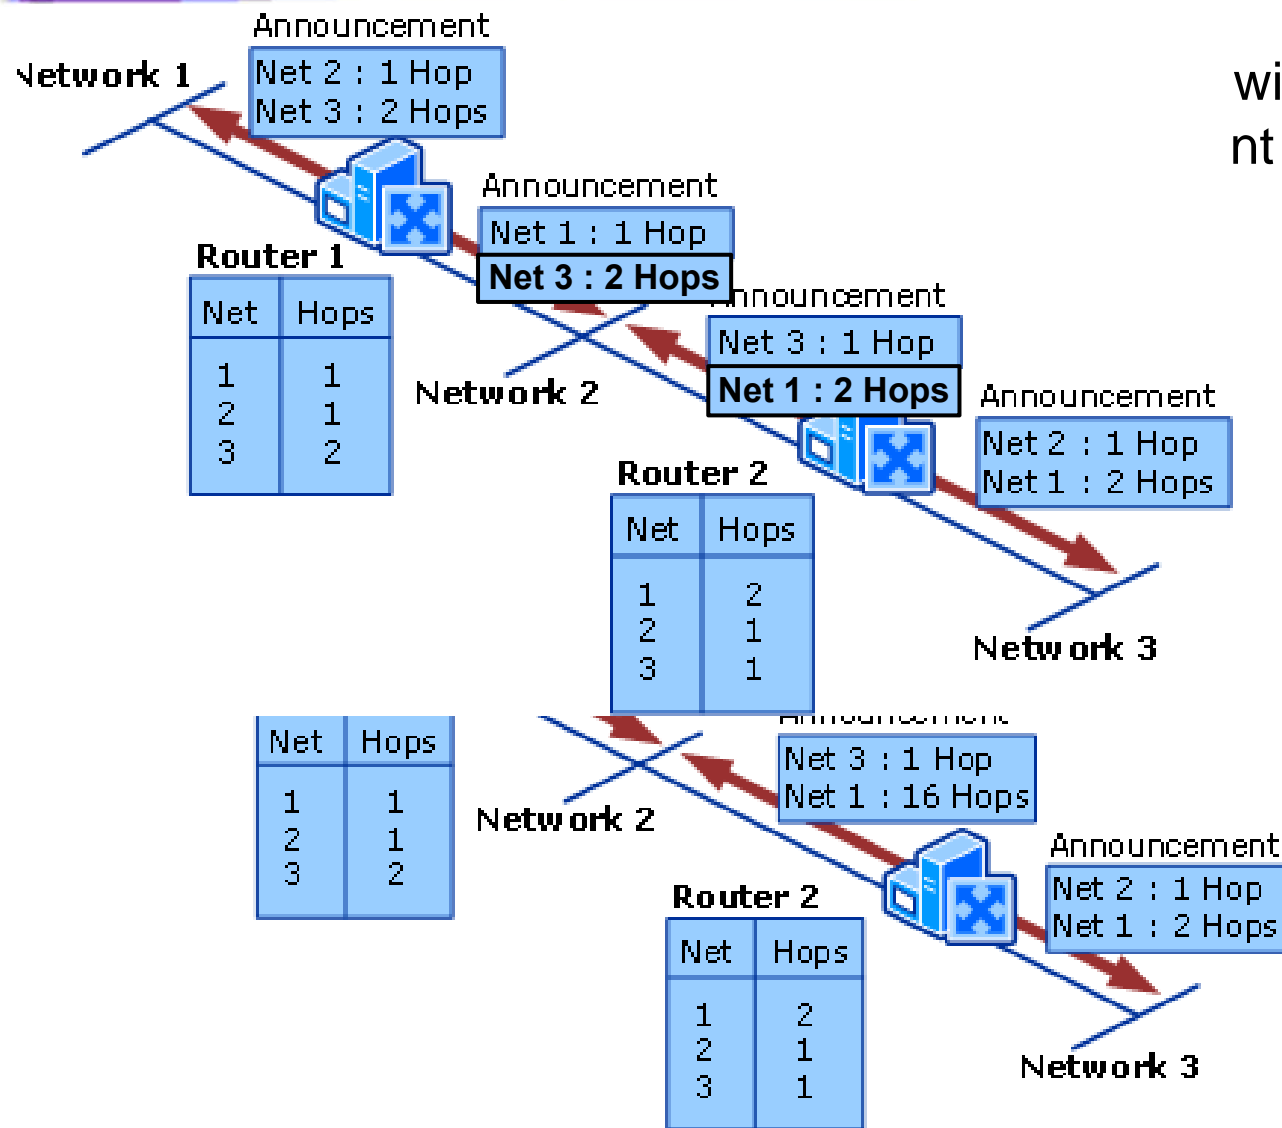 Announcement
Network 1
Net 2 : 1 Hop
Net 3 : 2 Hops
wi
nt
Announcement
Net 1 : 1 Hop
Net 3 : 2 Hops
Router 1
Net Hops
1 1
2 1
3 2
Network 2
Announcement
Net 3 : 1 Hop
Net 1 : 2 Hops
Announcement
Net 2 : 1 Hop
Net 1 : 2 Hops
Router 2
Net Hops
1 2
2 1
3 1
Network 3
Net Hops
1 1
2 1
3 2
Network 2
Announcement
Net 3 : 1 Hop
Net 1 : 16 Hops
Announcement
Net 2 : 1 Hop
Net 1 : 2 Hops
Router 2
Net Hops
1 2
2 1
3 1
Network 3